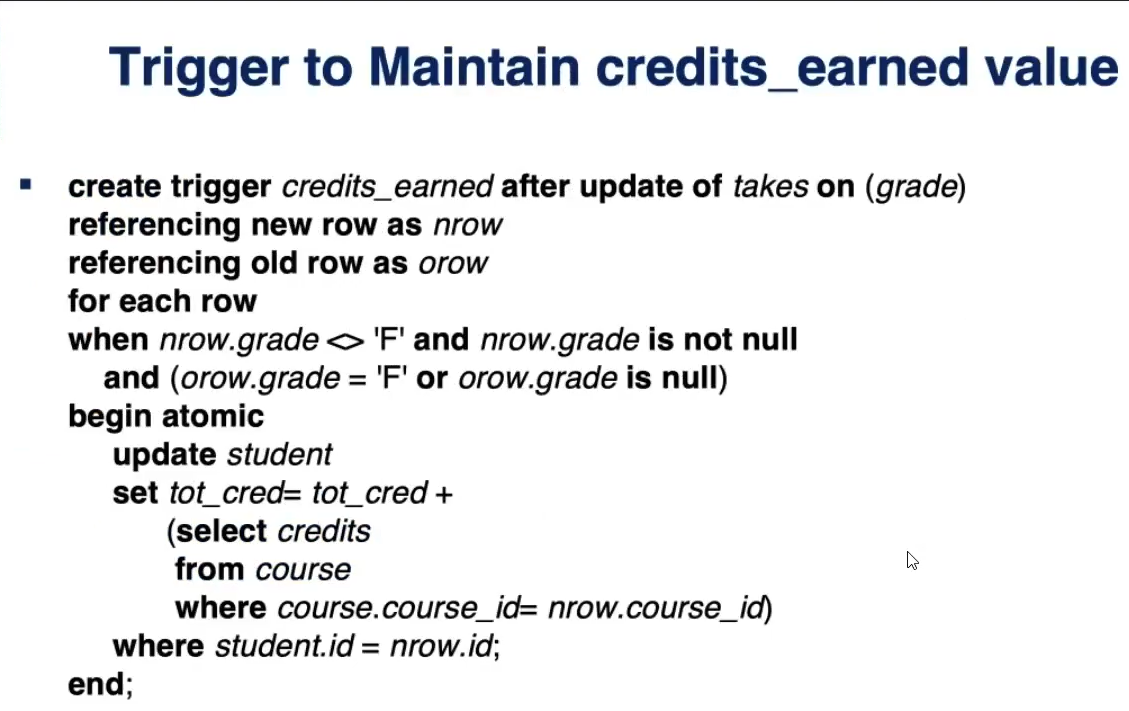 Trigger to Maintain credits_earned value
▪ create trigger credits_earned after update of takes on (grade)
referencing new row as nrow
referencing old row as orow
for each row
when nrow.grade <> 'F' and nrow.grade is not null
and (orow.grade = 'F' or orow.grade is null)
begin atomic
update student
set tot_cred= tot_cred +
(select credits
from course
where course.course_id= nrow.course_id)
where student.id = nrow.id;
end;